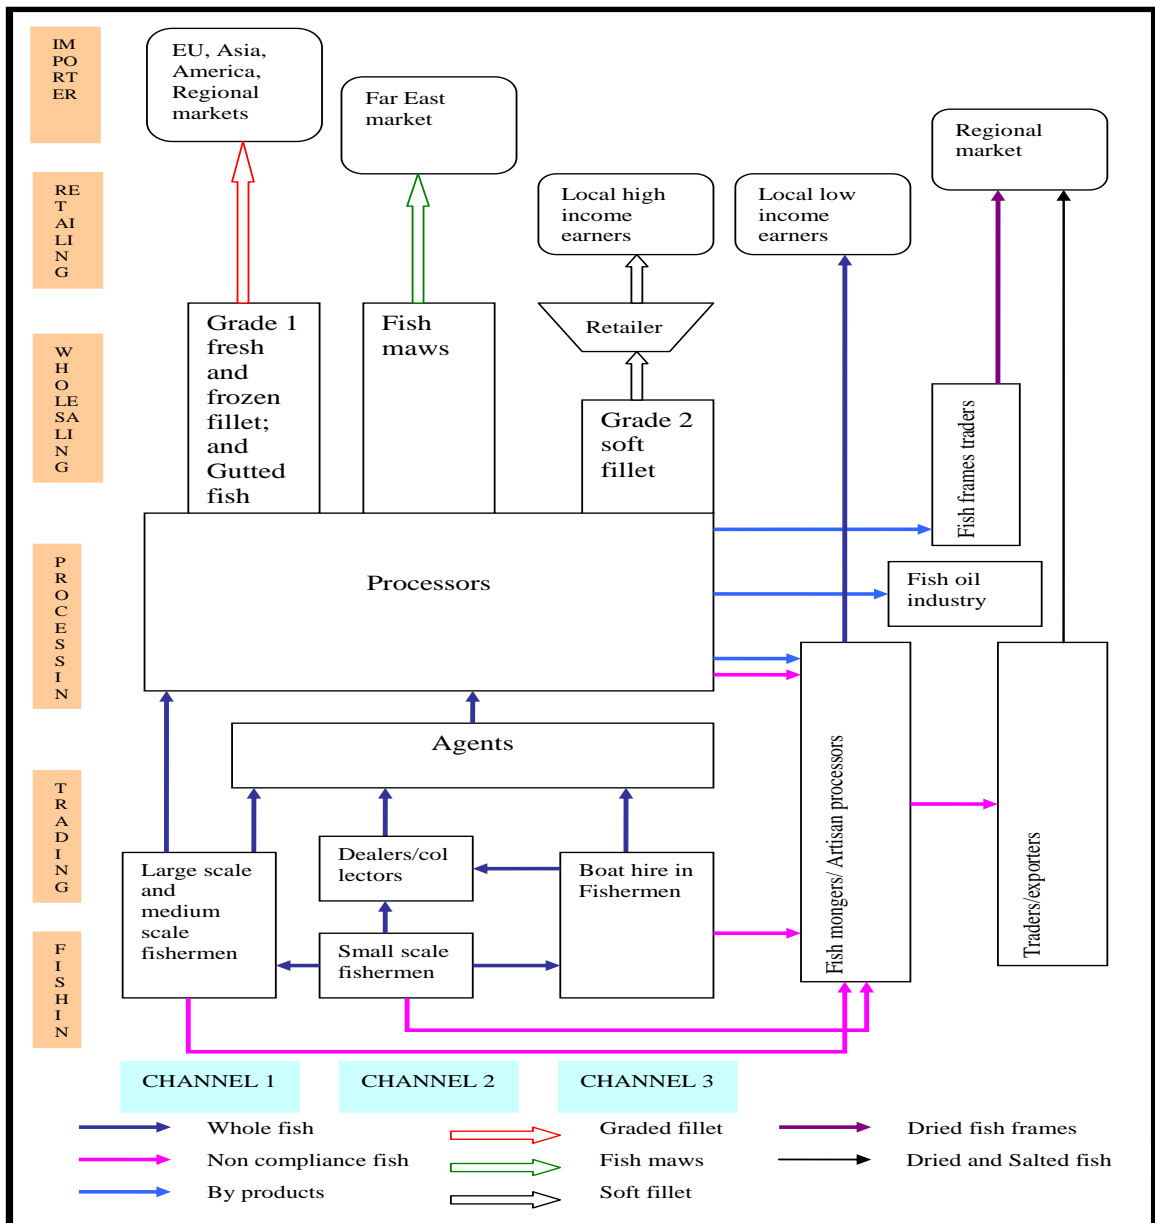 IM
PO
RT
ER
EU, Asia,
America,
Regional
markets
Far East
market
Regional
market
RE
T
AI
LI
N
G
Local high
income
earners
Local low
income
earners
W
H
O
LE
SA
LI
N
G
Grade 1
fresh
and
frozen
fillet;
and
Gutted
fish
Fish
maws
Retailer
Grade 2
soft
fillet
Fish frames traders
P
R
O
C
E
S
S
I
N
Processors
Fish oil
industry
Agents
Fish mongers/ Artisan processors
Traders/exporters
T
R
A
D
I
N
G
Large scale
and
medium
scale
fishermen
Dealers/col
lectors
Boat hire in
Fishermen
F
I
S
H
I
N
Small scale
fishermen
CHANNEL 1
CHANNEL 2
CHANNEL 3
Whole fish
Graded fillet
Dried fish frames
Non compliance fish
Fish maws
Dried and Salted fish
By products
Soft fillet